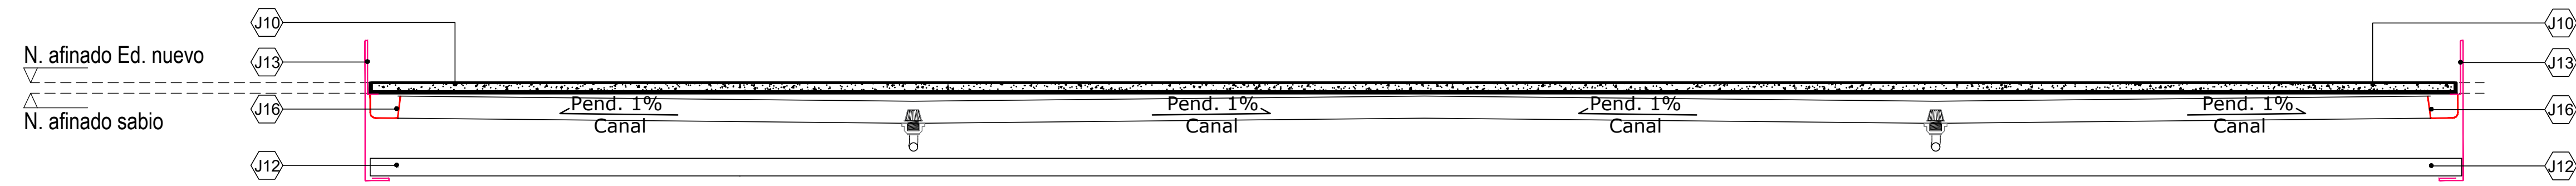 J10
J10
N. afinado Ed. nuevo
J13
J13
J16
Pend. 1%
Pend. 1%
Pend. 1%
Pend. 1%
J16
N. afinado sabio
Canal
Canal
Canal
Canal
J12
J12